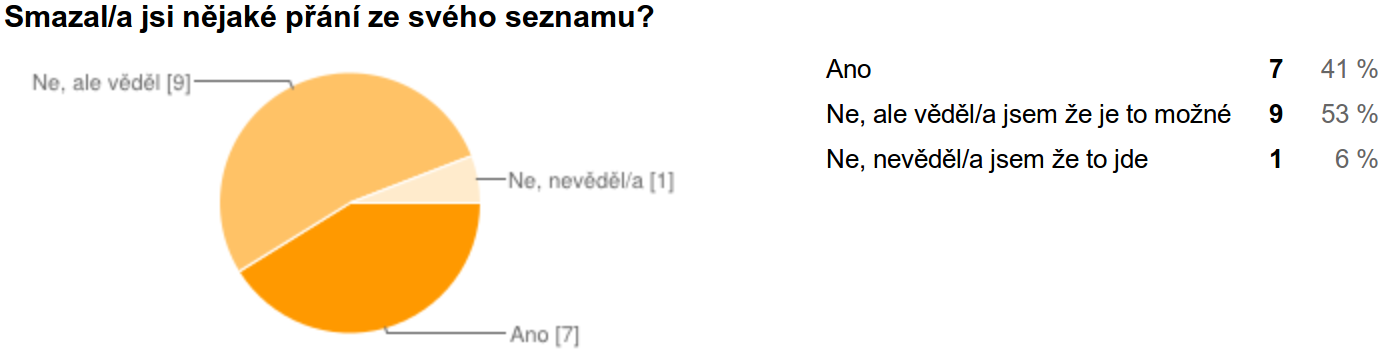 Smazal/a jsi nějaké přání ze svého seznamu?
Ne, ale věděl [9]
Ne, nevěděl/a [1]
Ano [7]
Ano 7 41 %
Ne, ale věděl/a jsem že je to možné 9 53 %
Ne, nevěděl/a jsem že to jde 1 6 %